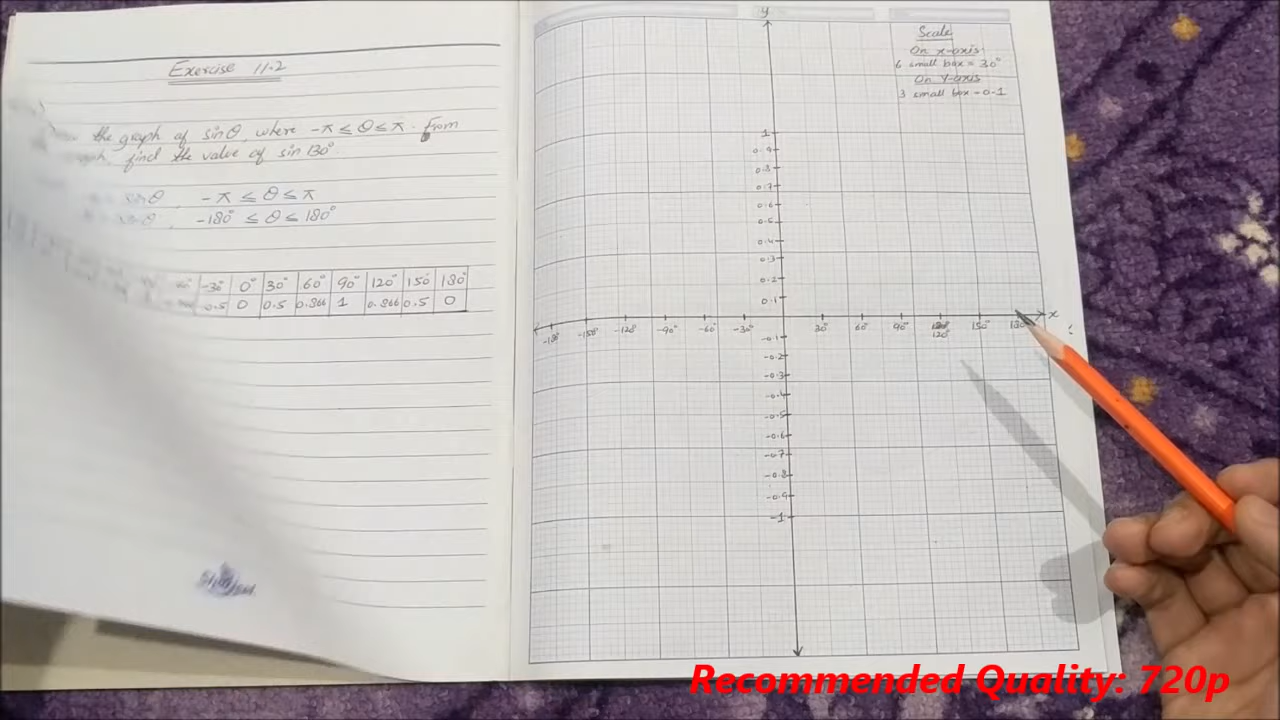 Exercise 11.2
the graph of sinθ, where -π ≤ θ ≤ π. From
find the value of sin 130°.
sinθ, -π ≤ θ ≤ π
sinθ, -180° ≤ θ ≤ 180°
-30° 0° 30° 60° 90° 120° 150 180°
0.5 0 0.5 0.866 1 0.866 0.5 0
y
Scale
On x-axis
6 small box = 30°
On Y-axis
3 small box = 0.1
1
0.9
0.8
0.7
0.6
0.5
0.4
0.3
0.2
0.1
-180° -150° -120° -90° -60° -30° 30° 60° 90° 120° 150° 180° x
-0.1
-0.2
-0.3
-0.4
-0.5
-0.6
-0.7
-0.8
-0.9
-1
Recommended Quality: 720p